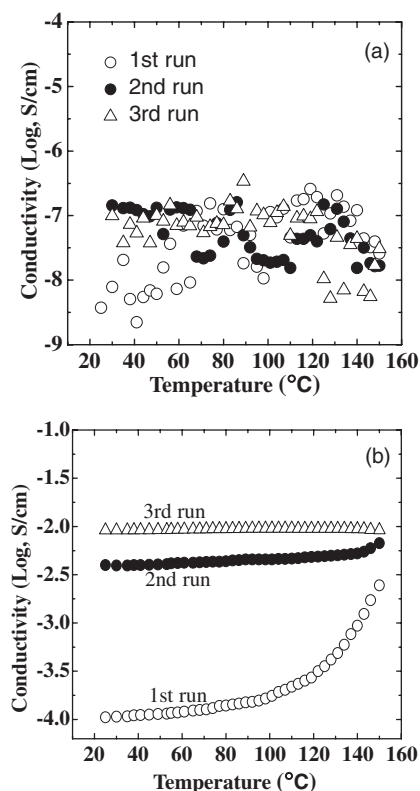 -4
(a)
1st run
2nd run
3rd run
-5
-6
-7
-8
-9
Conductivity (Log, S/cm)
20 40 60 80 100 120 140 160
Temperature (°C)
-1.0
(b)
-1.5
3rd run
-2.0
2nd run
-2.5
-3.0
-3.5
1st run
-4.0
Conductivity (Log, S/cm)
20 40 60 80 100 120 140 160
Temperature (°C)